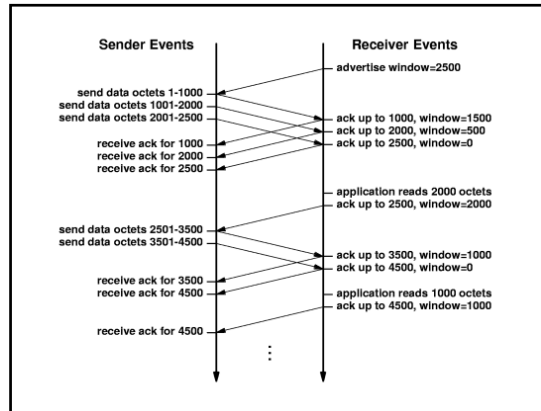 Sender Events
Receiver Events
advertise window=2500
send data octets 1-1000
send data octets 1001-2000
send data octets 2001-2500
ack up to 1000, window=1500
ack up to 2000, window=500
ack up to 2500, window=0
receive ack for 1000
receive ack for 2000
receive ack for 2500
application reads 2000 octets
ack up to 2500, window=2000
send data octets 2501-3500
send data octets 3501-4500
ack up to 3500, window=1000
ack up to 4500, window=0
receive ack for 3500
receive ack for 4500
application reads 1000 octets
ack up to 4500, window=1000
receive ack for 4500